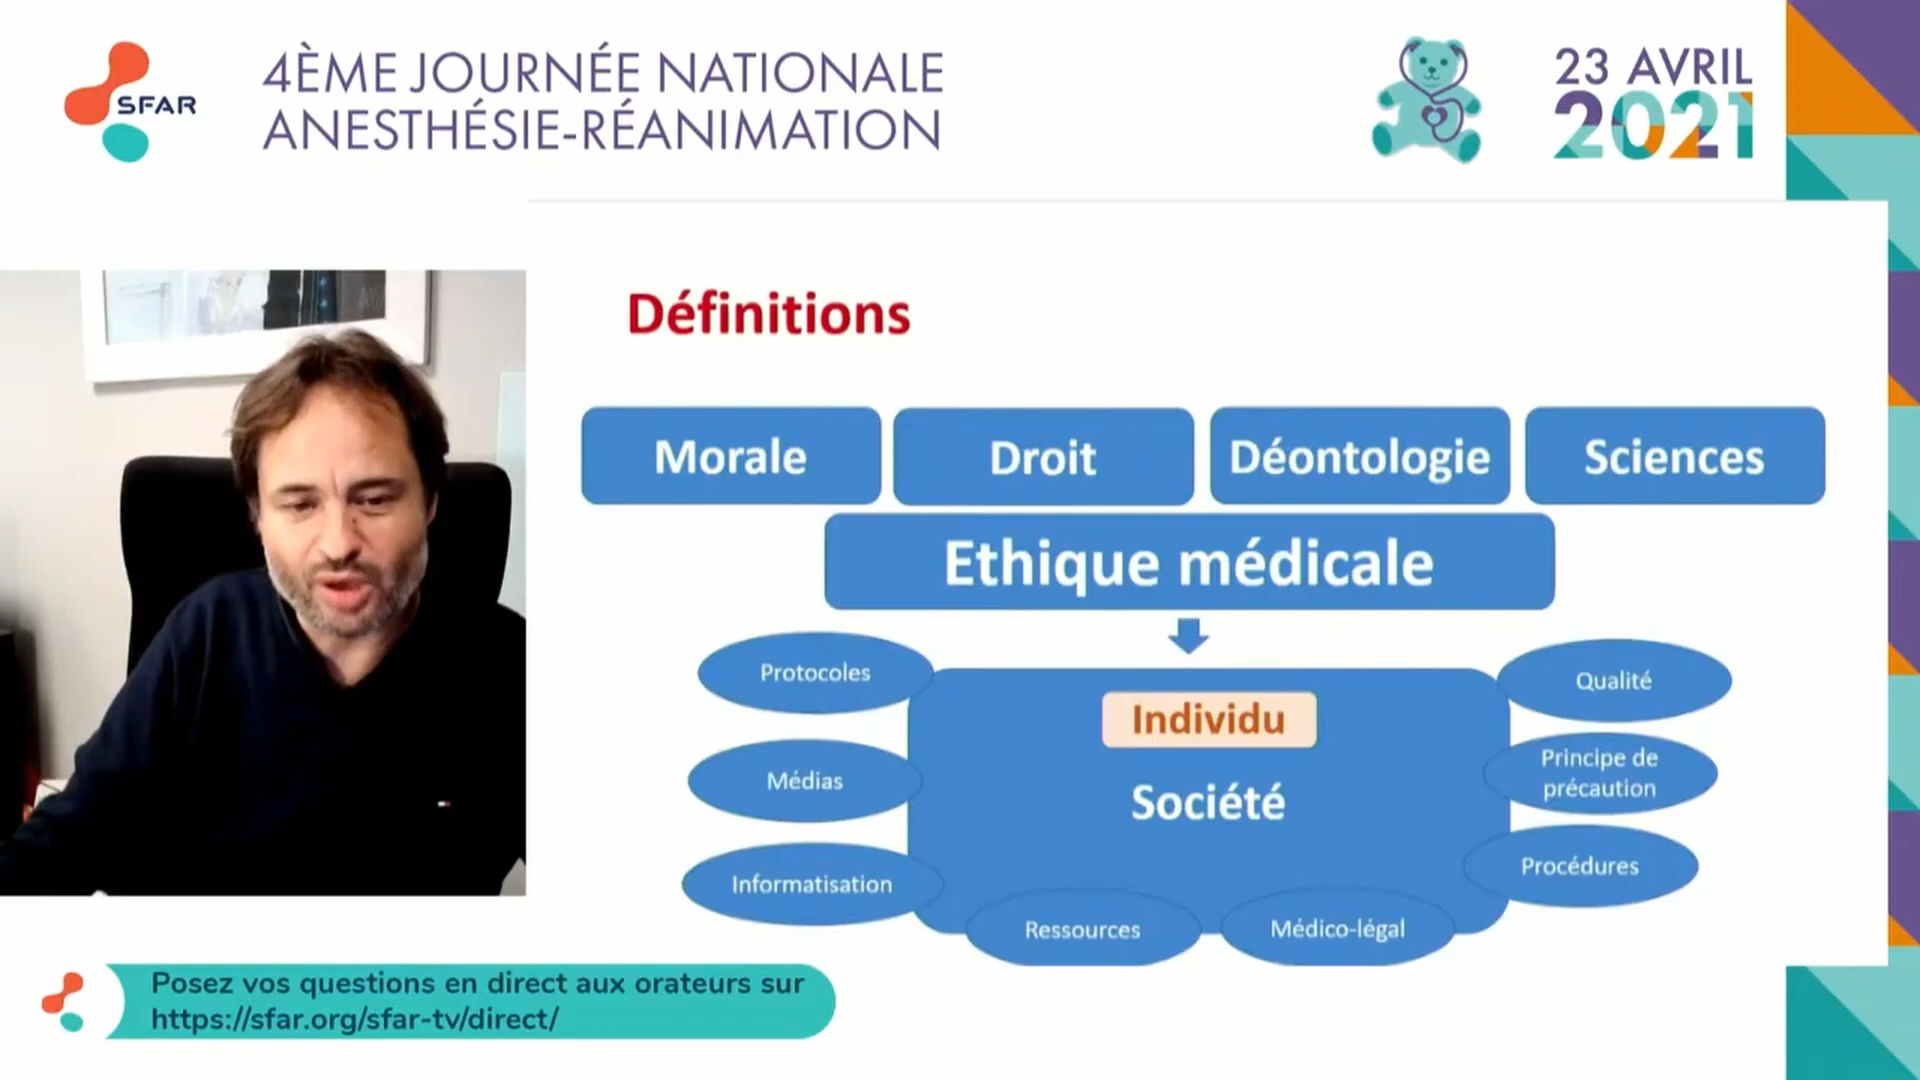 SFAR
4ÈME JOURNÉE NATIONALE
ANESTHÉSIE-RÉANIMATION
23 AVRIL
2021
Définitions
Morale
Droit
Déontologie
Sciences
Ethique médicale
Protocoles
Qualité
Individu
Principe de
précaution
Médias
Société
Procédures
Informatisation
Ressources
Médico-légal
Posez vos questions en direct aux orateurs sur
https://sfar.org/sfar-tv/direct/